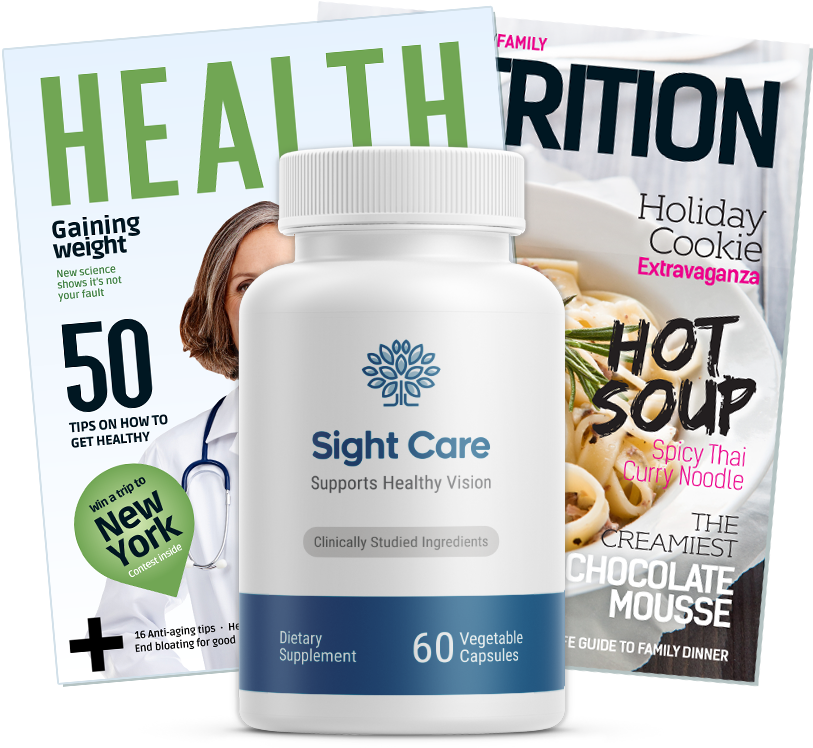 HEALTH
Gaining
weight
New science
shows it's not
your fault
50
TIPS ON HOW TO
GET HEALTHY
Win a trip to
New
York
Contest inside
16 Anti-aging tips ·
End bloating for good
Sight Care
Supports Healthy Vision
Clinically Studied Ingredients
Dietary
Supplement
60 Vegetable
Capsules
FAMILY
Holiday
Cookie
Extravaganza
HOT
SOUP
Spicy Thai
Curry Noodle
THE
CREAMIEST
CHOCOLATE
MOUSSE
GUIDE TO FAMILY DINNER